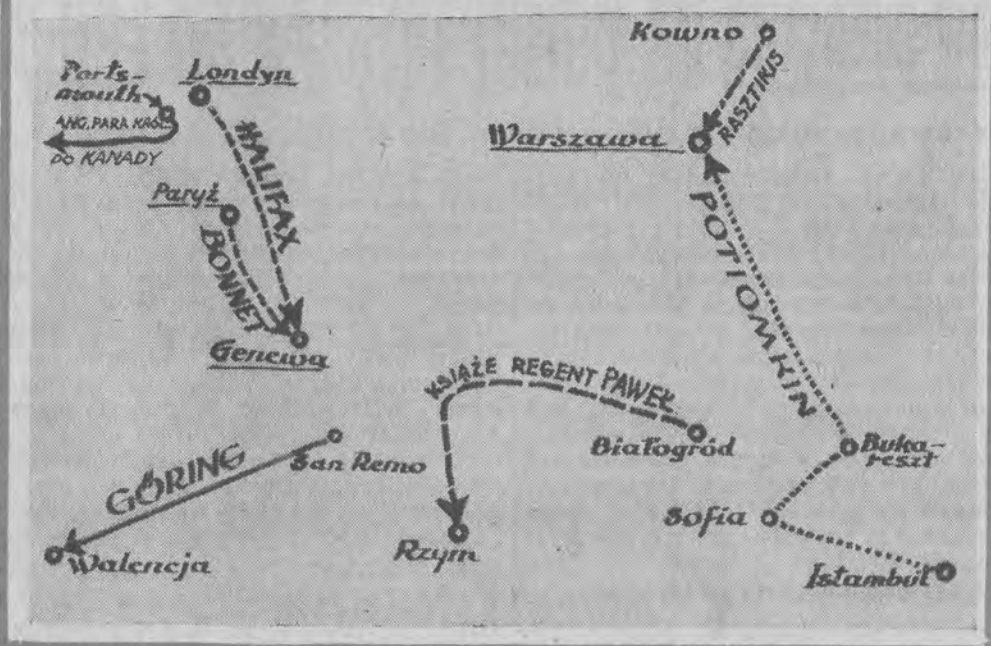 Kowno
RASZTIKIS
Warszawa
Ports-
mouth
ANG. PARA KRÓL.
DO KANADY
Londyn
HALIFAX
Paryż
BONNET
Genewa
POTIOMKIN
KSIĄŻE REGENT PAWEŁ
Białogród
Buka-
reszt
San Remo
GÖRING
Walencja
Rzym
Sofia
Istambuł